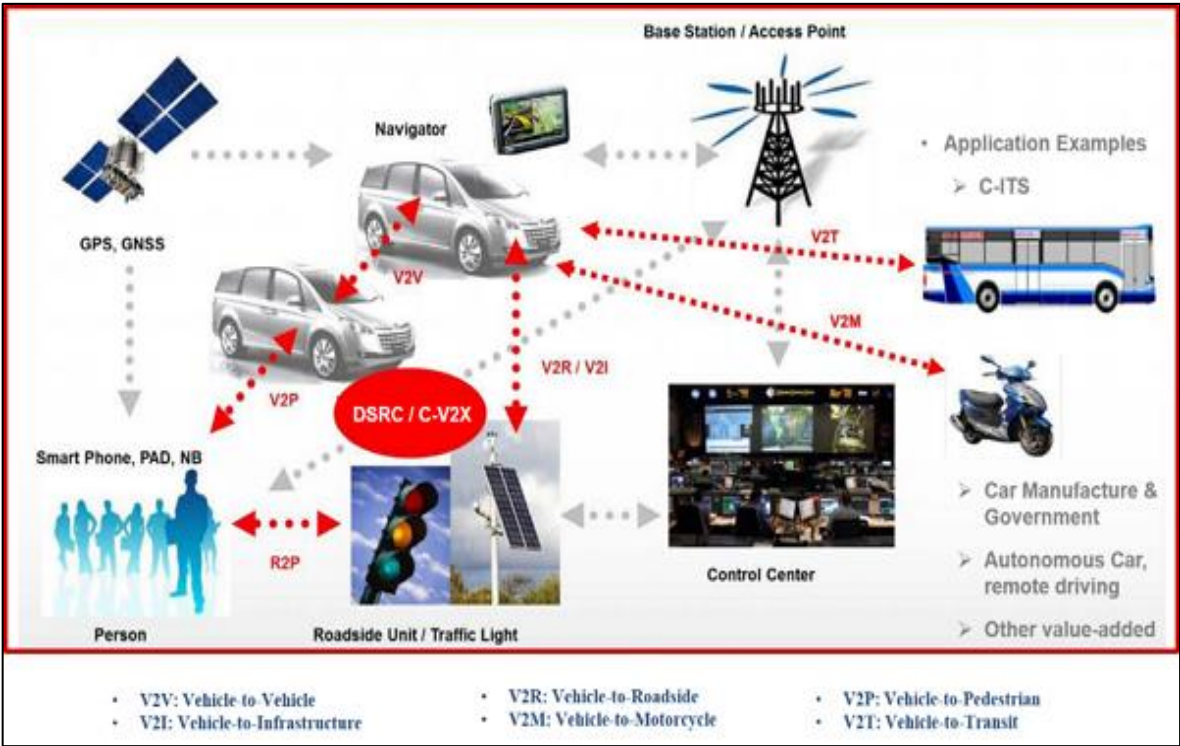 Base Station / Access Point
Navigator
• Application Examples
➢ C-ITS
GPS, GNSS
V2T
V2V
V2M
V2R / V2I
V2P
DSRC / C-V2X
Smart Phone, PAD, NB
➢ Car Manufacture &
Government
R2P
Control Center
➢ Autonomous Car,
remote driving
Person
Roadside Unit / Traffic Light
➢ Other value-added
• V2V: Vehicle-to-Vehicle
• V2I: Vehicle-to-Infrastructure
• V2R: Vehicle-to-Roadside
• V2M: Vehicle-to-Motorcycle
• V2P: Vehicle-to-Pedestrian
• V2T: Vehicle-to-Transit